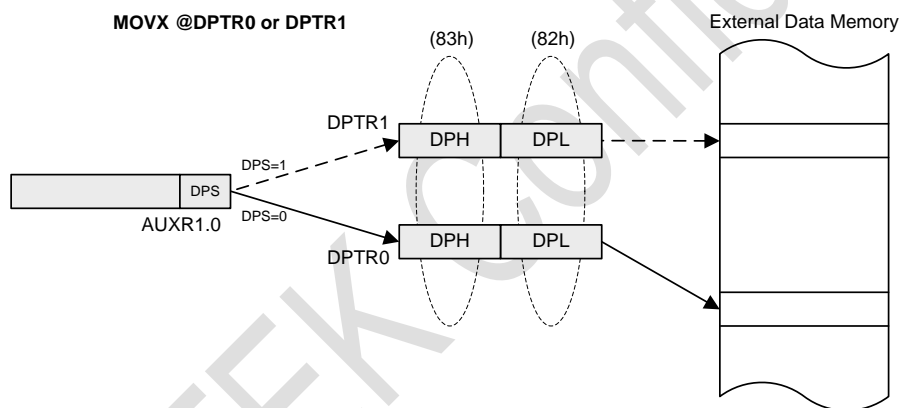 MOVX @DPTR0 or DPTR1
External Data Memory
(83h)
(82h)
DPTR1
DPH
DPL
DPS=1
DPS
DPS=0
AUXR1.0
DPH
DPL
DPTR0